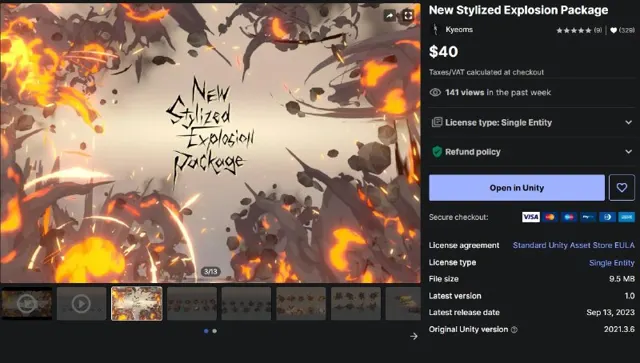 New Stylized Explosion Package
Kyeoms
(9) | (329)
$40
Taxes/VAT calculated at checkout
141 views in the past week
License type: Single Entity
Refund policy
Open in Unity
Secure checkout: VISA
License agreement Standard Unity Asset Store EULA
License type Single Entity
File size 9.5 MB
Latest version 1.0
Latest release date Sep 13, 2023
Original Unity version 2021.3.6
New
Stylized
Explosion
Package
3/13